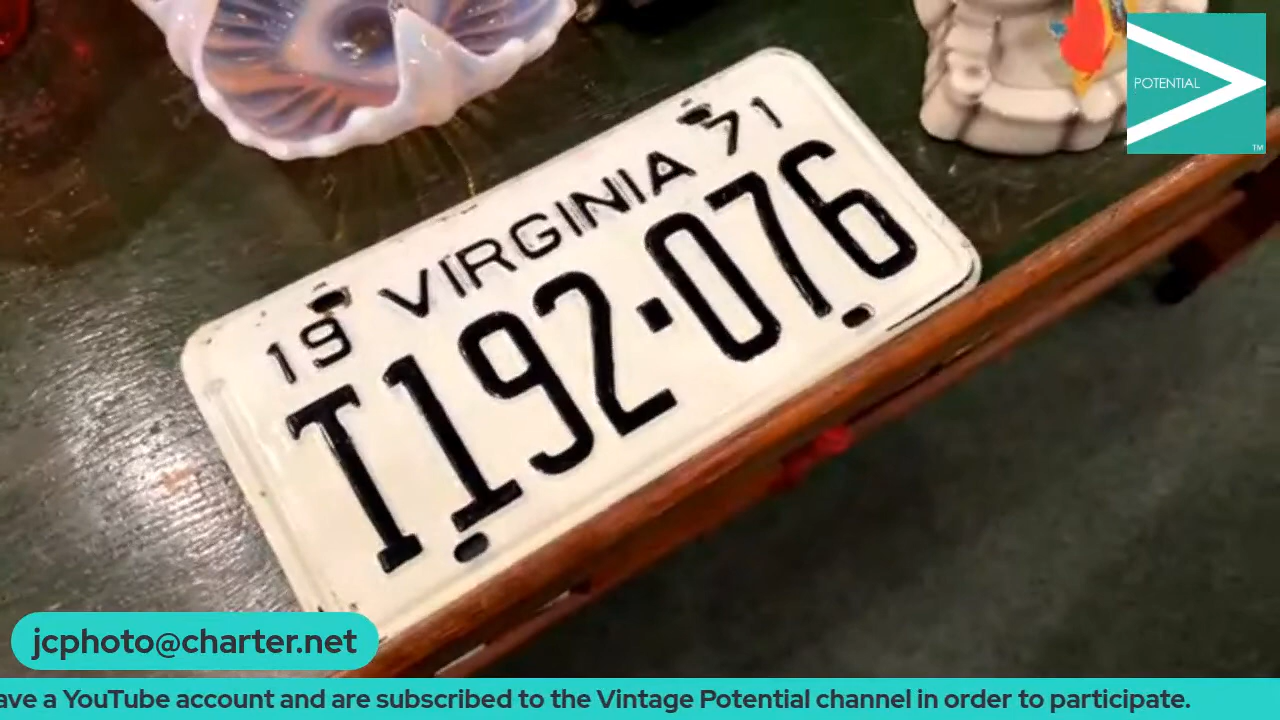 POTENTIAL
TM
19 VIRGINIA 71
T192·076
jcphoto@charter.net
ave a YouTube account and are subscribed to the Vintage Potential channel in order to participate.